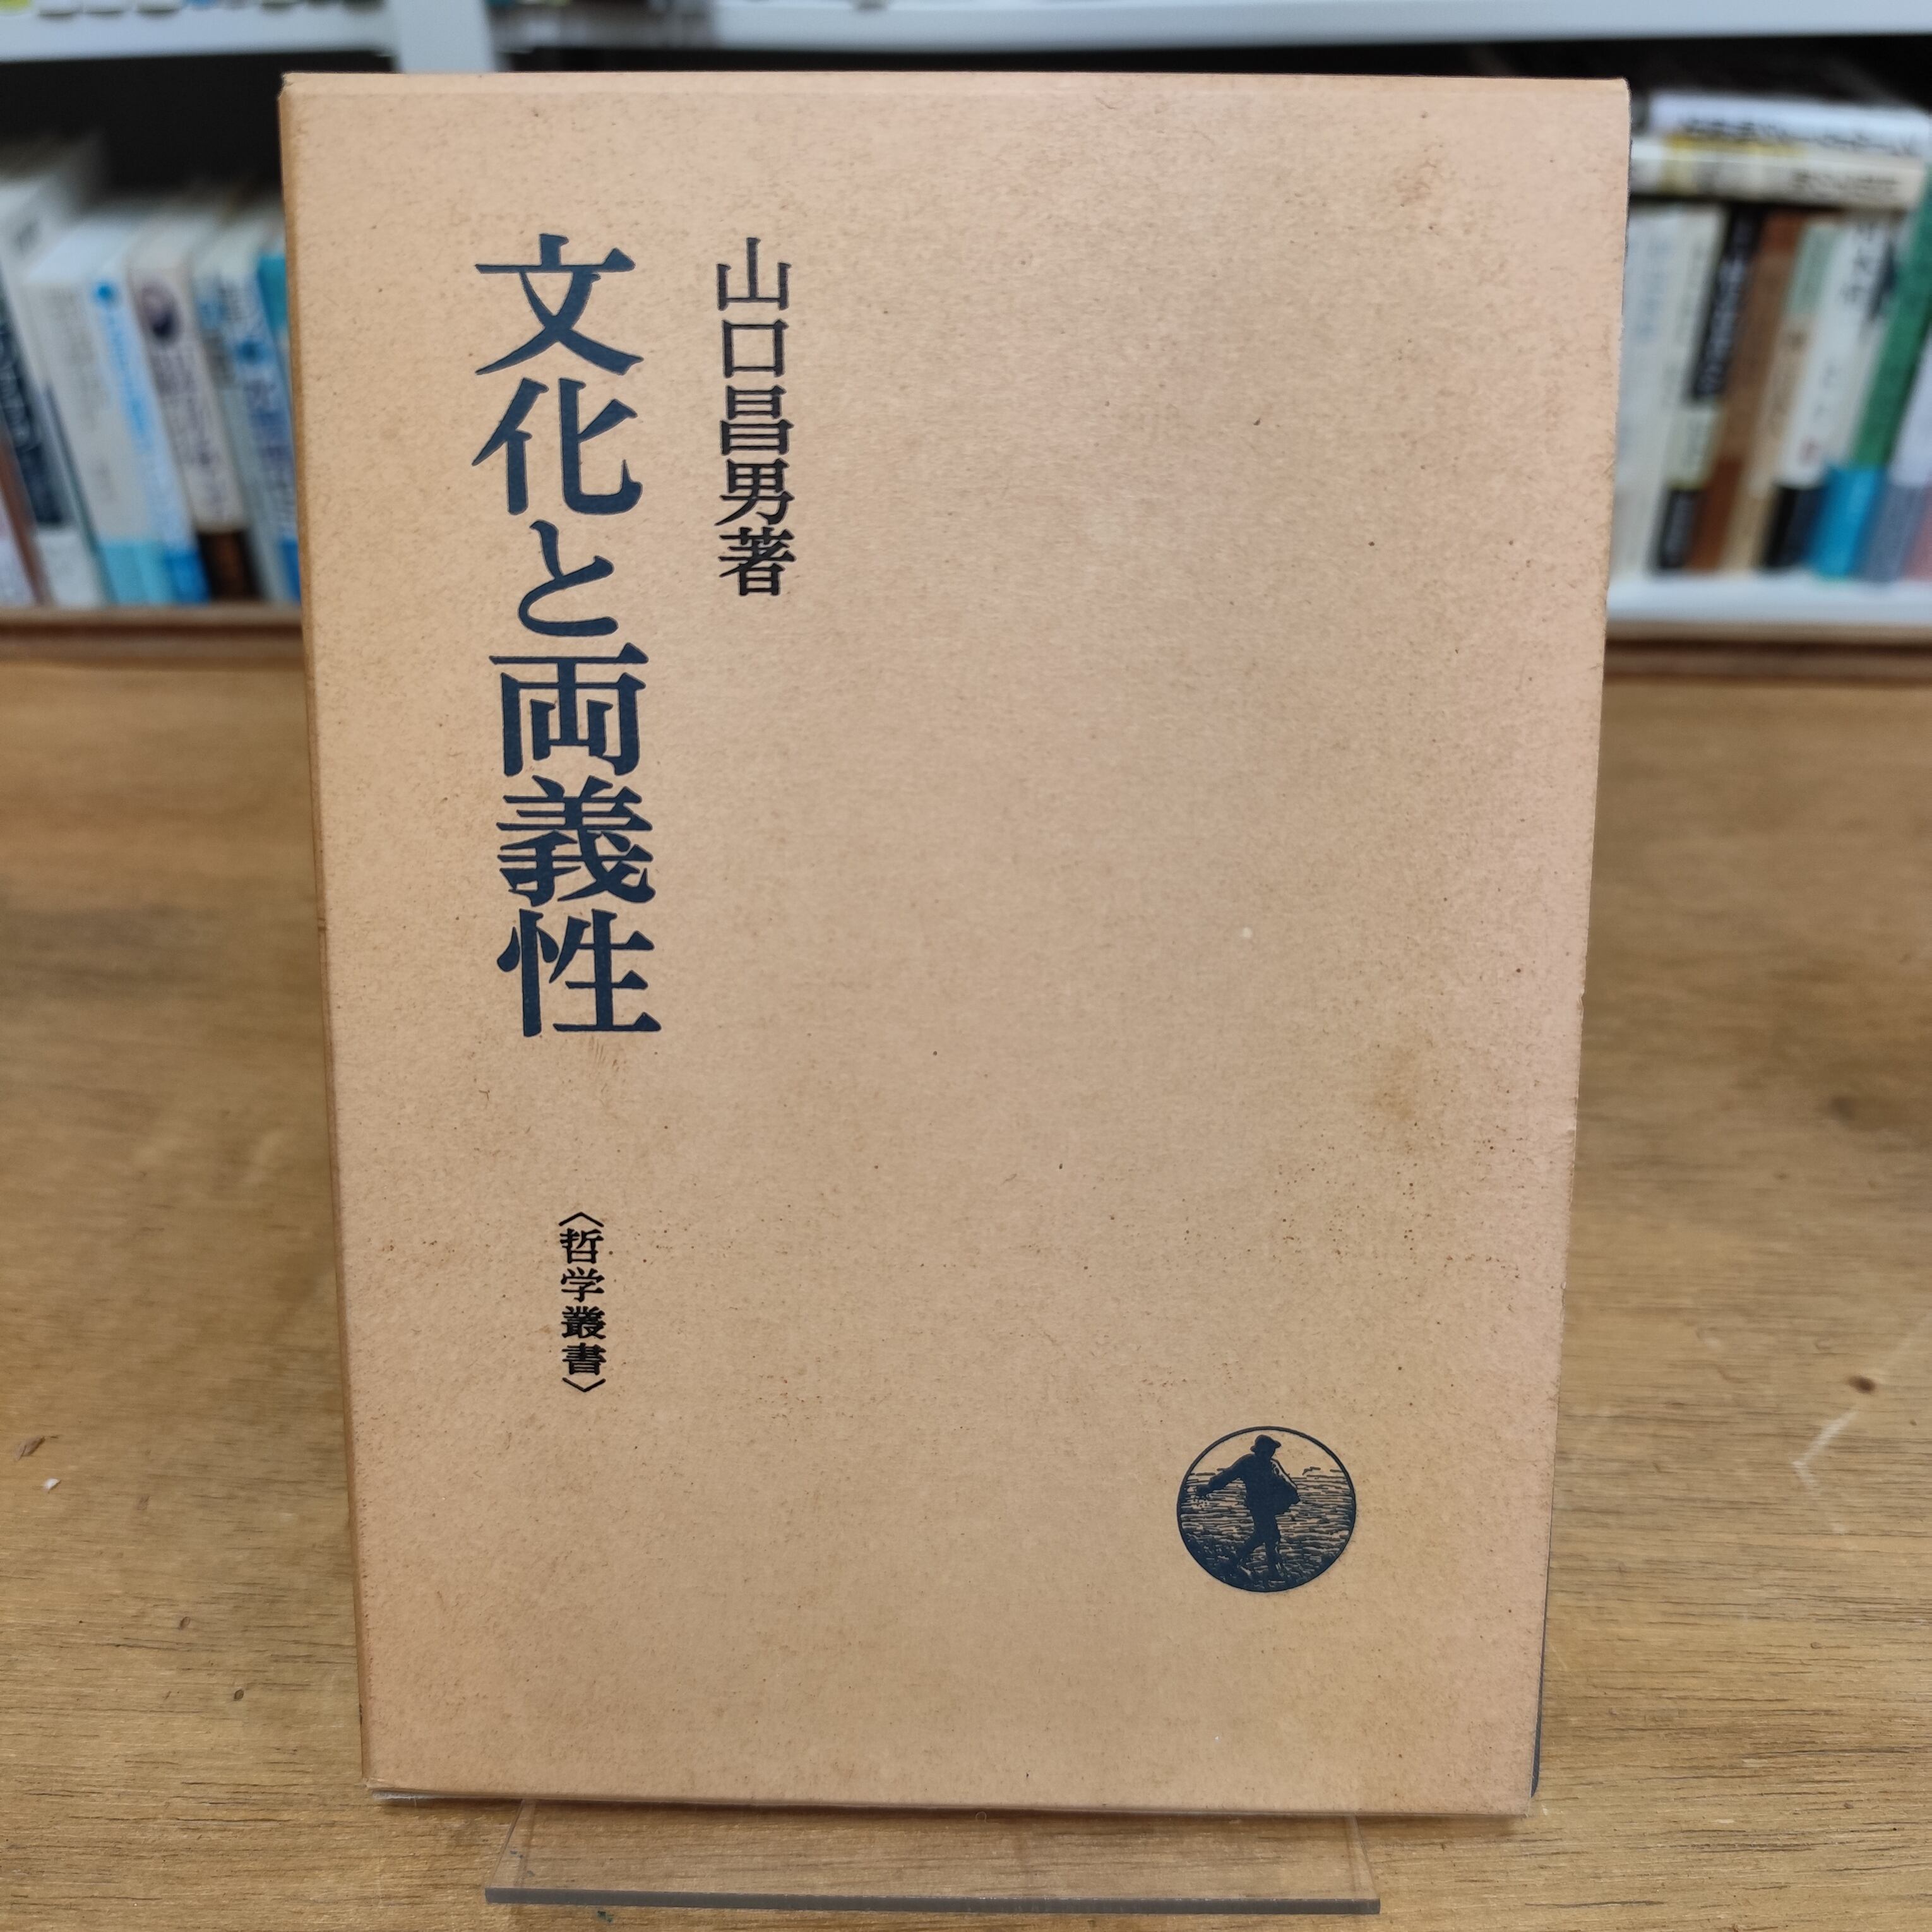 山口昌男著
文化と両義性
〈哲学叢書〉